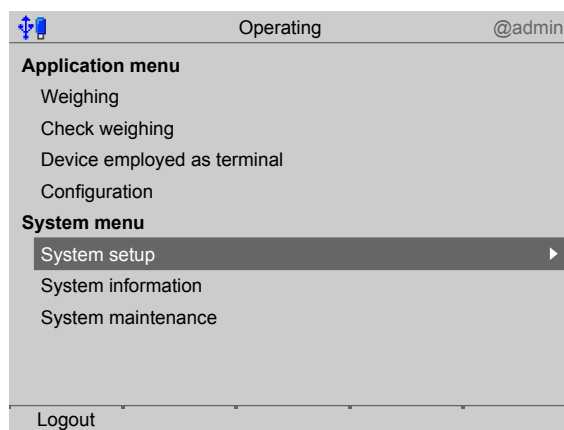 Operating @admin
Application menu
Weighing
Check weighing
Device employed as terminal
Configuration
System menu
System setup
System information
System maintenance
Logout